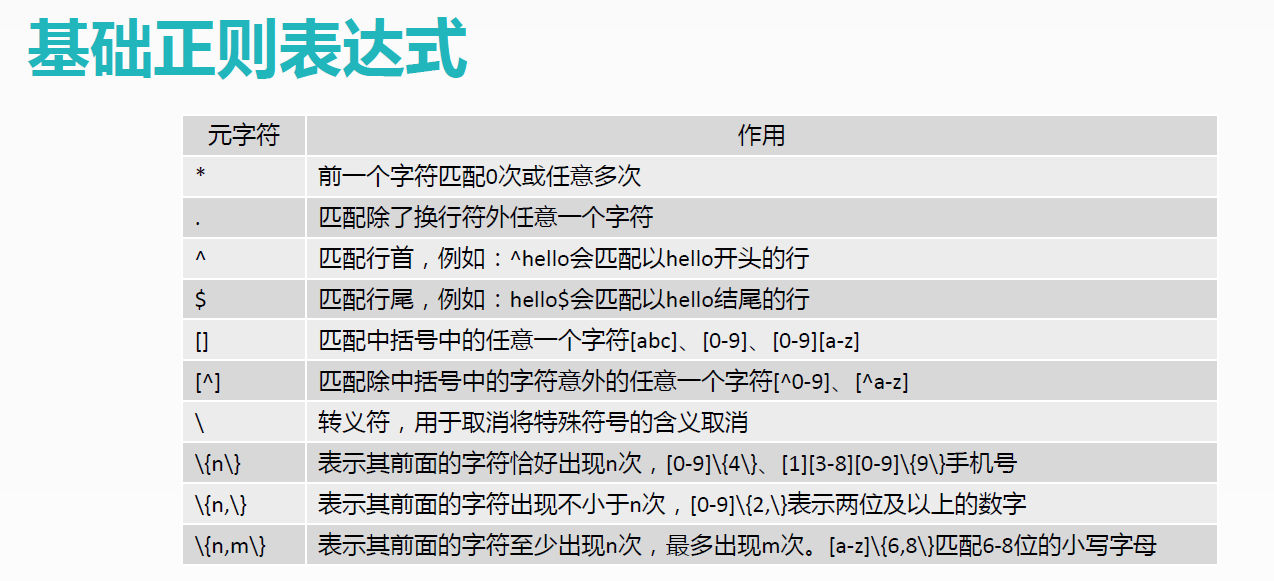 基础正则表达式
元字符 作用
* 前一个字符匹配0次或任意多次
. 匹配除了换行符外任意一个字符
^ 匹配行首，例如：^hello会匹配以hello开头的行
$ 匹配行尾，例如：hello$会匹配以hello结尾的行
[] 匹配中括号中的任意一个字符[abc]、[0-9]、[0-9][a-z]
[^] 匹配除中括号中的字符意外的任意一个字符[^0-9]、[^a-z]
\ 转义符，用于取消将特殊符号的含义取消
\{n\} 表示其前面的字符恰好出现n次，[0-9]\{4\}、[1][3-8][0-9]\{9\}手机号
\{n,\} 表示其前面的字符出现不小于n次，[0-9]\{2,\}表示两位及以上的数字
\{n,m\} 表示其前面的字符至少出现n次，最多出现m次。[a-z]\{6,8\}匹配6-8位的小写字母